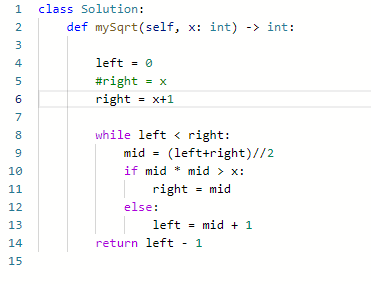 1 class Solution:
2     def mySqrt(self, x: int) -> int:
3
4         left = 0
5         #right = x
6         right = x+1
7
8         while left < right:
9             mid = (left+right)//2
10             if mid * mid > x:
11                 right = mid
12             else:
13                 left = mid + 1
14         return left - 1
15